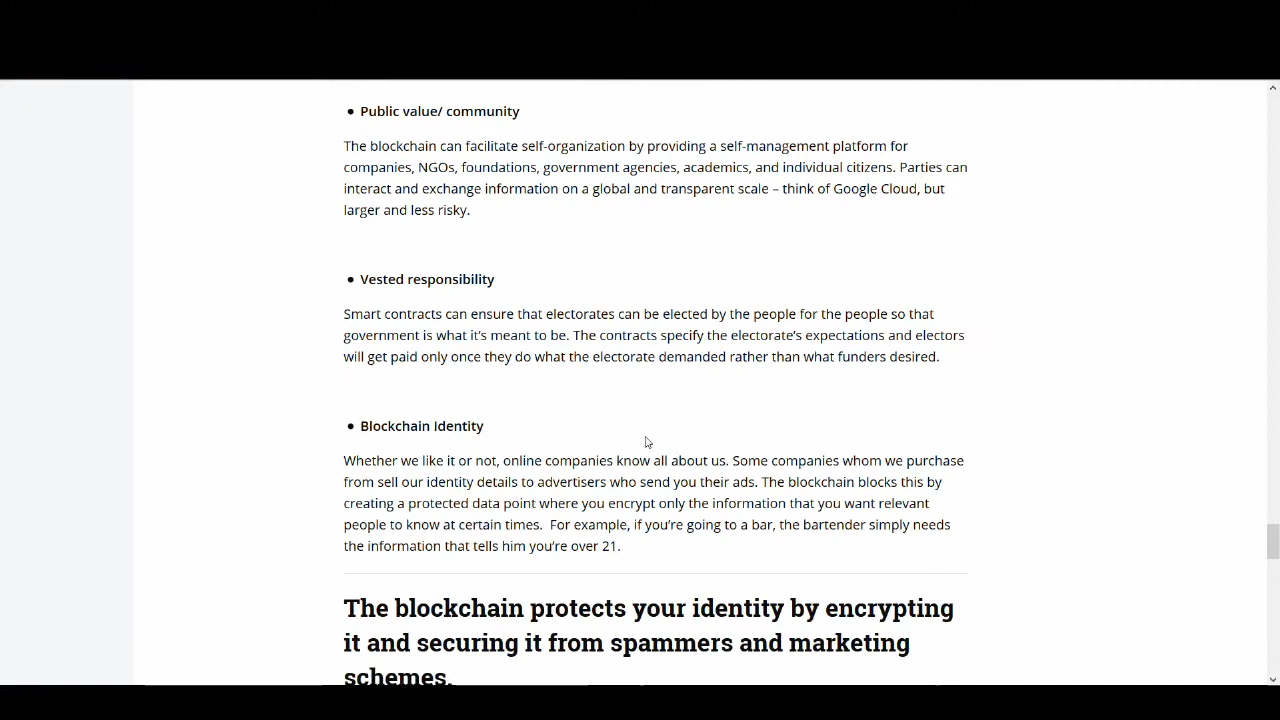 • Public value/ community
The blockchain can facilitate self-organization by providing a self-management platform for
companies, NGOs, foundations, government agencies, academics, and individual citizens. Parties can
interact and exchange information on a global and transparent scale – think of Google Cloud, but
larger and less risky.
• Vested responsibility
Smart contracts can ensure that electorates can be elected by the people for the people so that
government is what it's meant to be. The contracts specify the electorate's expectations and electors
will get paid only once they do what the electorate demanded rather than what funders desired.
• Blockchain Identity
Whether we like it or not, online companies know all about us. Some companies whom we purchase
from sell our identity details to advertisers who send you their ads. The blockchain blocks this by
creating a protected data point where you encrypt only the information that you want relevant
people to know at certain times.  For example, if you're going to a bar, the bartender simply needs
the information that tells him you're over 21.
The blockchain protects your identity by encrypting
it and securing it from spammers and marketing
schemes.